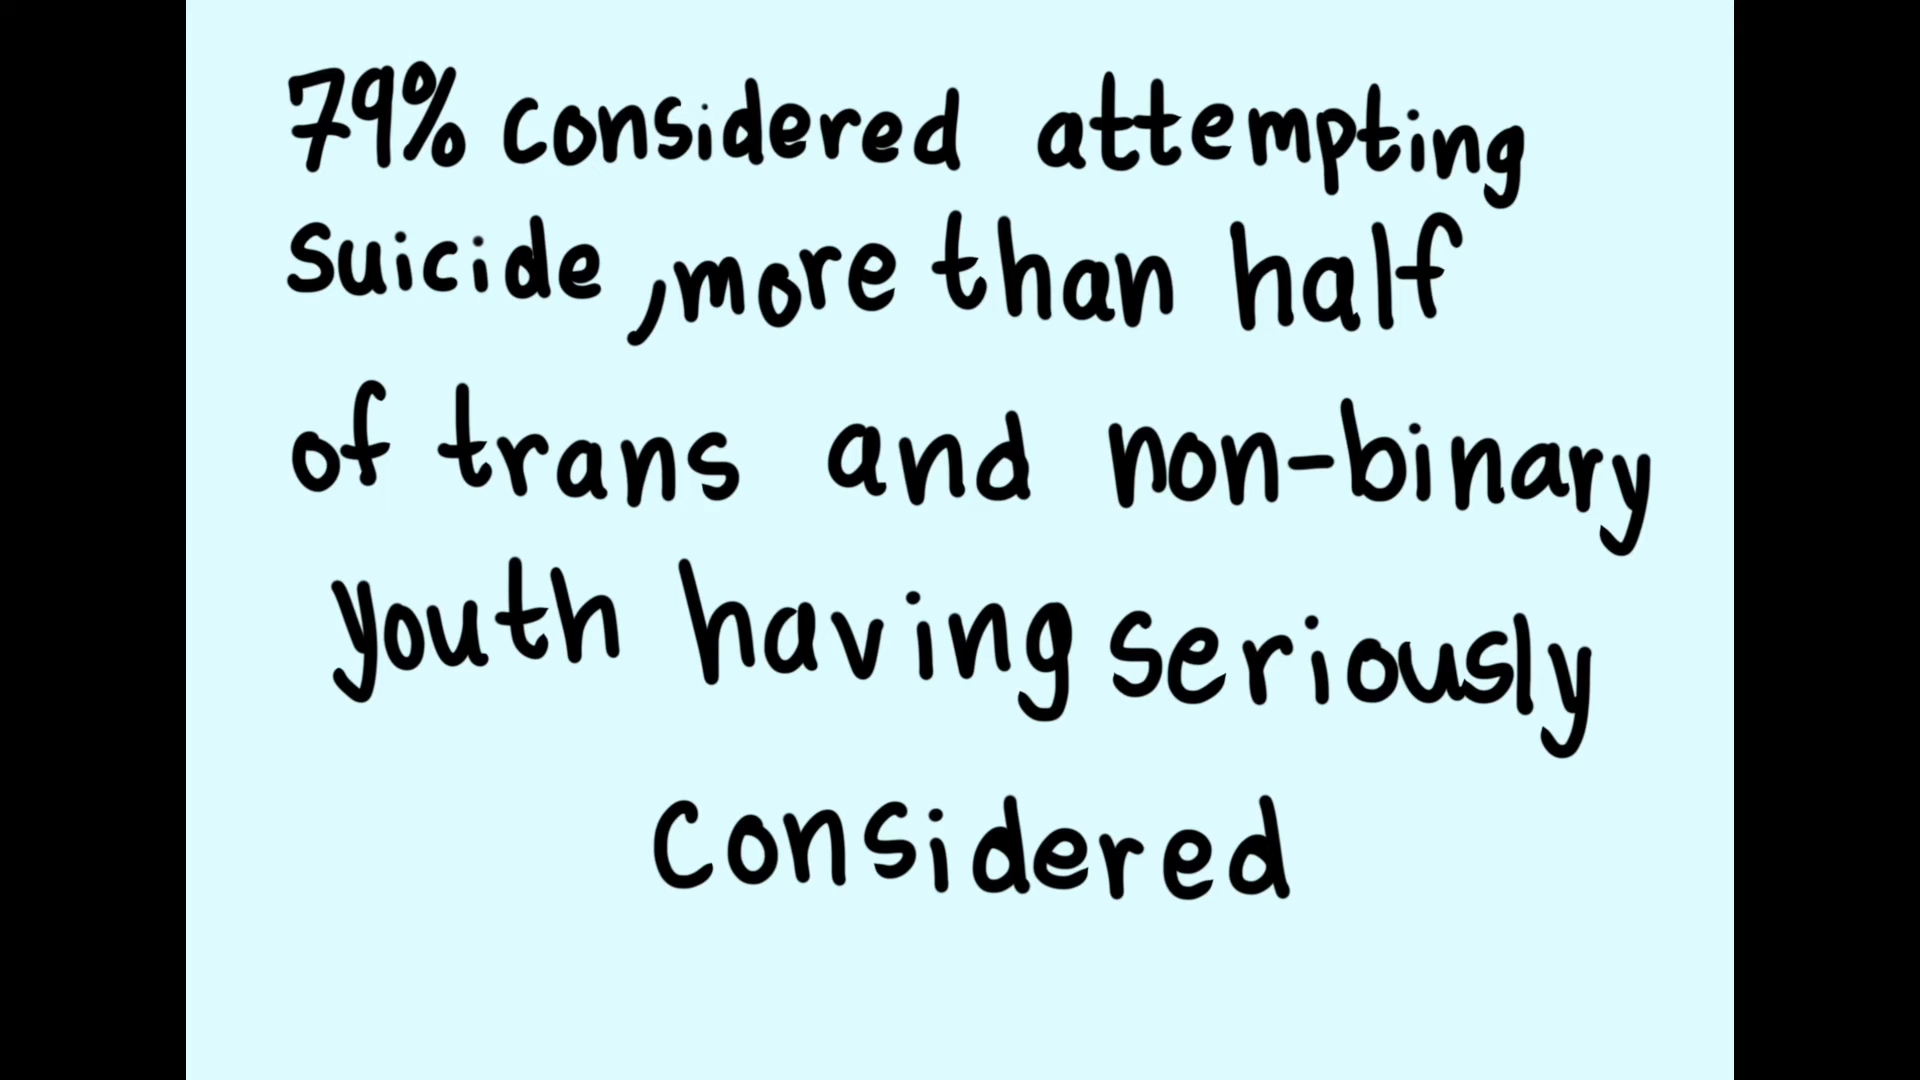 79% considered attempting
suicide, more than half
of trans and non-binary
youth having seriously
considered